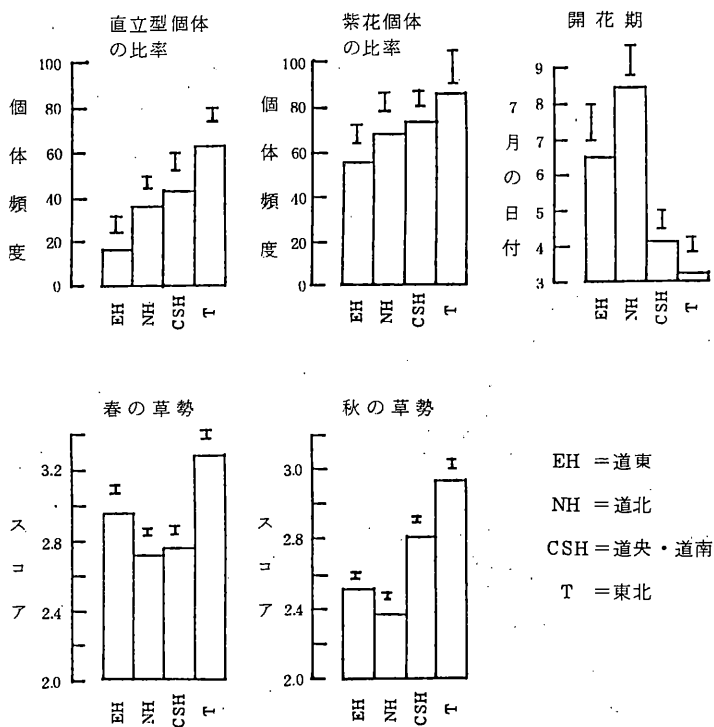 直立型個体
の比率
100
80
60
40
20
0
個体頻度
EH
NH
CSH
T
紫花個体
の比率
100
80
60
40
20
0
個体頻度
EH
NH
CSH
T
開花期
9
8
7
6
5
4
3
7月の日付
EH
NH
CSH
T
春の草勢
3.2
2.8
2.4
2.0
スコア
EH
NH
CSH
T
秋の草勢
3.0
2.8
2.4
2.0
スコア
EH
NH
CSH
T
EH =道東
NH =道北
CSH=道央・道南
T =東北